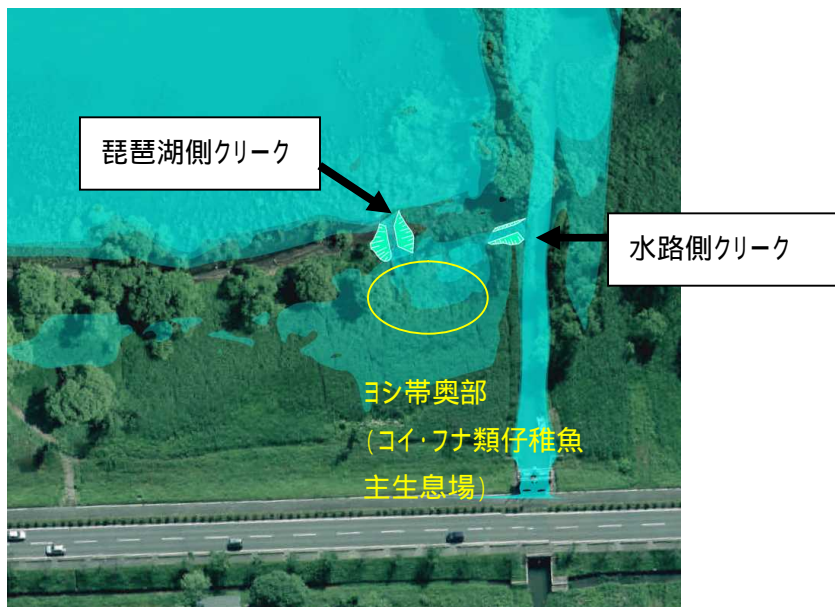 琵琶湖側クリーク
水路側クリーク
ヨシ帯奥部
(コイ・フナ類仔稚魚
主生息場)